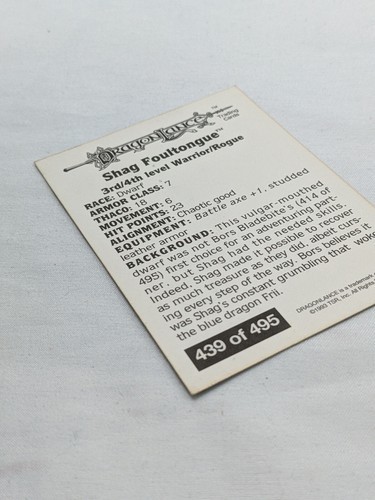 DRAGONLANCE™
Trading
Cards
Shag Foultongue™
3rd/4th level Warrior/Rogue
RACE: Dwarf
ARMOR CLASS: 7
THACO: 18
MOVEMENT: 6
HIT POINTS: 23
ALIGNMENT: Chaotic good
EQUIPMENT: Battle axe +1, studded
leather armor
BACKGROUND: This vulgar-mouthed
dwarf was not Bors Bladebite's (414 of
495) first choice for an adventuring part-
ner, but Shag had the needed skills.
Indeed, Shag made it possible to recover
as much treasure as they did, albeit curs-
ing every step of the way. Bors believes it
was Shag's constant grumbling that woke
the blue dragon Fril.
439 of 495
DRAGONLANCE is a trademark
©1993 TSR, Inc. All Rights